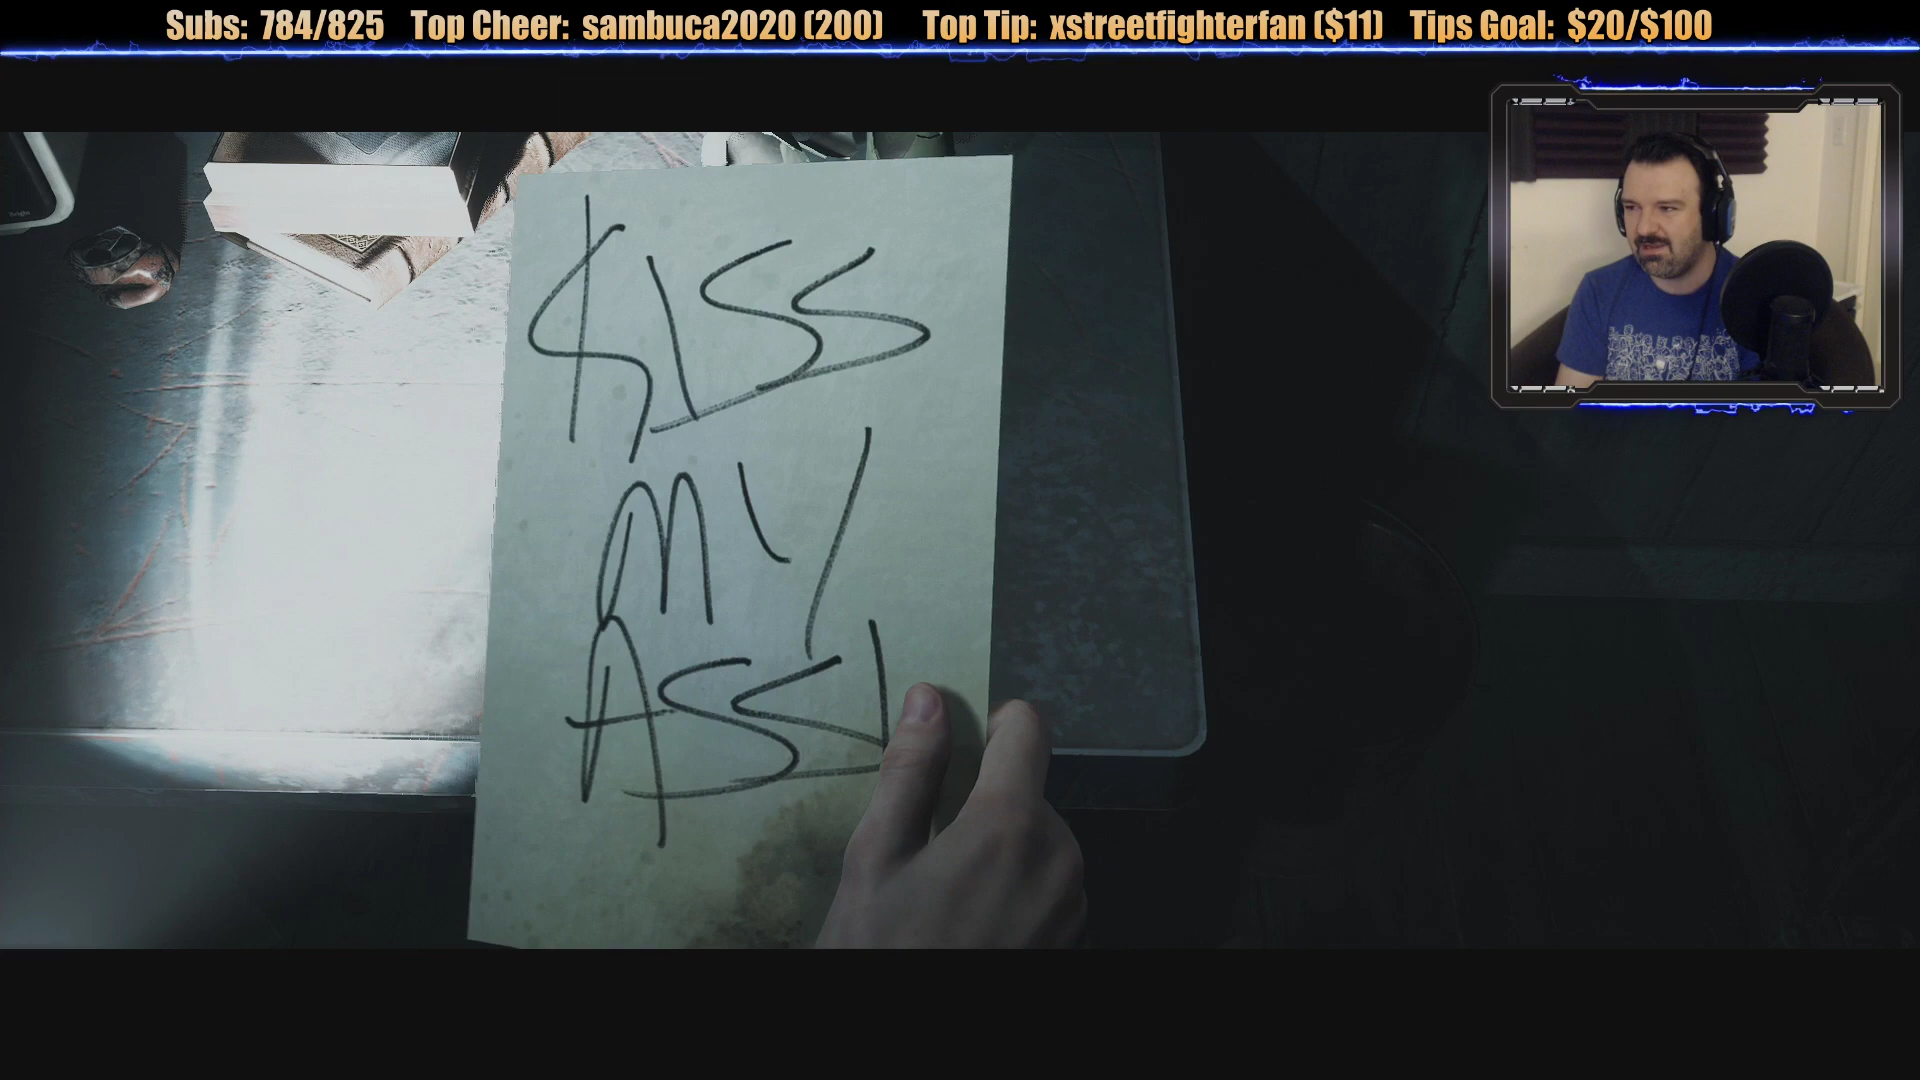 Subs: 784/825 Top Cheer: sambuca2020 (200) Top Tip: xstreetfighterfan ($11) Tips Goal: $20/$100
KISS
MY
ASS!